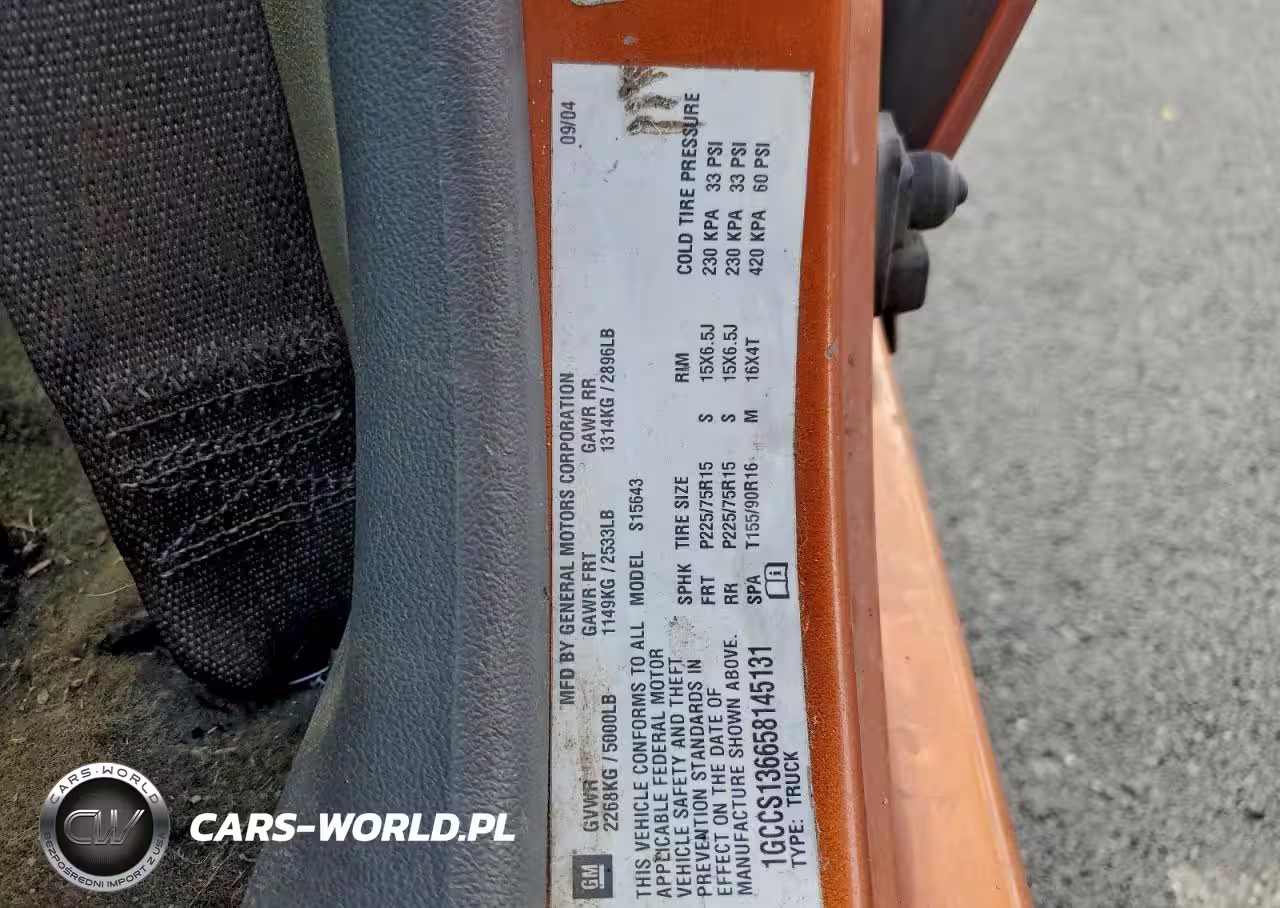 MFD BY GENERAL MOTORS CORPORATION 09/04
GM
GVWR GAWR FRT GAWR RR
2268KG / 5000LB 1149KG / 2533LB 1314KG / 2896LB
THIS VEHICLE CONFORMS TO ALL MODEL S15643
APPLICABLE FEDERAL MOTOR
VEHICLE SAFETY AND THEFT
PREVENTION STANDARDS IN
EFFECT ON THE DATE OF
MANUFACTURE SHOWN ABOVE.
SPHK TIRE SIZE RIM COLD TIRE PRESSURE
FRT P225/75R15 S 15X6.5J 230 KPA 33 PSI
RR P225/75R15 S 15X6.5J 230 KPA 33 PSI
SPA T155/90R16 M 16X4T 420 KPA 60 PSI
1GCCS136658145131
TYPE: TRUCK
CARS-WORLD
CW
BEZPOŚREDNI IMPORT Z USA
CARS-WORLD.PL